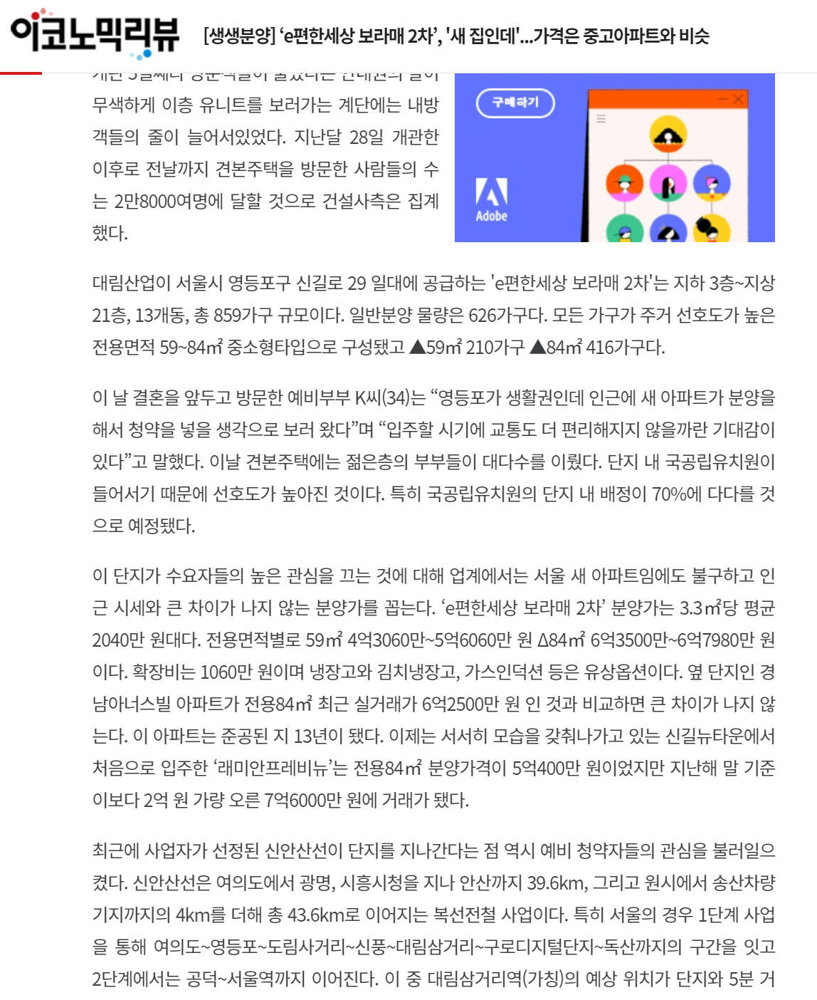 이코노믹리뷰
[생생분양] ‘e편한세상 보라매 2차’, '새 집인데'...가격은 중고아파트와 비슷
개관 5일째라 방문객들이 줄었다는 안내원의 말이
무색하게 이층 유니트를 보러가는 계단에는 내방
객들의 줄이 늘어서있었다. 지난달 28일 개관한
이후로 전날까지 견본주택을 방문한 사람들의 수
는 2만8000여명에 달할 것으로 건설사측은 집계
했다.
구매하기
Adobe
대림산업이 서울시 영등포구 신길로 29 일대에 공급하는 'e편한세상 보라매 2차'는 지하 3층~지상
21층, 13개동, 총 859가구 규모이다. 일반분양 물량은 626가구다. 모든 가구가 주거 선호도가 높은
전용면적 59~84㎡ 중소형타입으로 구성됐고 ▲59㎡ 210가구 ▲84㎡ 416가구다.
이 날 결혼을 앞두고 방문한 예비부부 K씨(34)는 “영등포가 생활권인데 인근에 새 아파트가 분양을
해서 청약을 넣을 생각으로 보러 왔다”며 “입주할 시기에 교통도 더 편리해지지 않을까란 기대감이
있다”고 말했다. 이날 견본주택에는 젊은층의 부부들이 대다수를 이뤘다. 단지 내 국공립유치원이
들어서기 때문에 선호도가 높아진 것이다. 특히 국공립유치원의 단지 내 배정이 70%에 다다를 것
으로 예정됐다.
이 단지가 수요자들의 높은 관심을 끄는 것에 대해 업계에서는 서울 새 아파트임에도 불구하고 인
근 시세와 큰 차이가 나지 않는 분양가를 꼽는다. ‘e편한세상 보라매 2차’ 분양가는 3.3㎡당 평균
2040만 원대다. 전용면적별로 59㎡ 4억3060만~5억6060만 원 Δ84㎡ 6억3500만~6억7980만 원
이다. 확장비는 1060만 원이며 냉장고와 김치냉장고, 가스인덕션 등은 유상옵션이다. 옆 단지인 경
남아너스빌 아파트가 전용84㎡ 최근 실거래가 6억2500만 원 인 것과 비교하면 큰 차이가 나지 않
는다. 이 아파트는 준공된 지 13년이 됐다. 이제는 서서히 모습을 갖춰나가고 있는 신길뉴타운에서
처음으로 입주한 ‘래미안프레비뉴’는 전용84㎡ 분양가격이 5억400만 원이었지만 지난해 말 기준
이보다 2억 원 가량 오른 7억6000만 원에 거래가 됐다.
최근에 사업자가 선정된 신안산선이 단지를 지나간다는 점 역시 예비 청약자들의 관심을 불러일으
켰다. 신안산선은 여의도에서 광명, 시흥시청을 지나 안산까지 39.6km, 그리고 원시에서 송산차량
기지까지의 4km를 더해 총 43.6km로 이어지는 복선전철 사업이다. 특히 서울의 경우 1단계 사업
을 통해 여의도~영등포~도림사거리~신풍~대림삼거리~구로디지털단지~독산까지의 구간을 잇고
2단계에서는 공덕~서울역까지 이어진다. 이 중 대림삼거리역(가칭)의 예상 위치가 단지와 5분 거